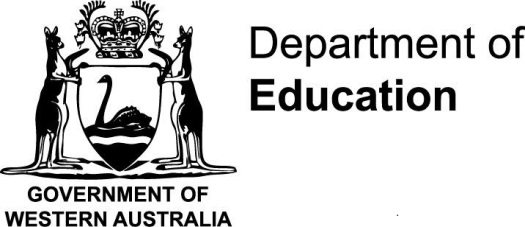 Department of
Education
GOVERNMENT OF
WESTERN AUSTRALIA